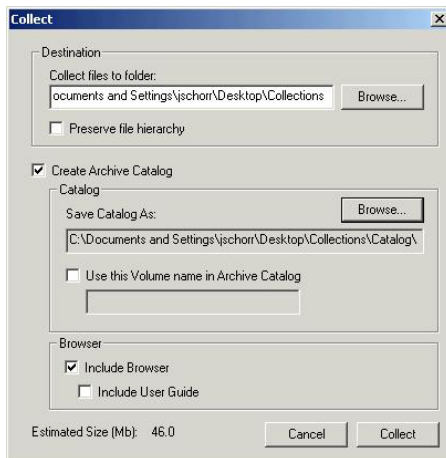 Collect
Destination
Collect files to folder:
ocuments and Settings\jschorr\Desktop\Collections
Browse...
Preserve file hierarchy
Create Archive Catalog
Catalog
Save Catalog As:
Browse...
C:\Documents and Settings\jschorr\Desktop\Collections\Catalog\
Use this Volume name in Archive Catalog
Browser
Include Browser
Include User Guide
Estimated Size (Mb): 46.0
Cancel
Collect